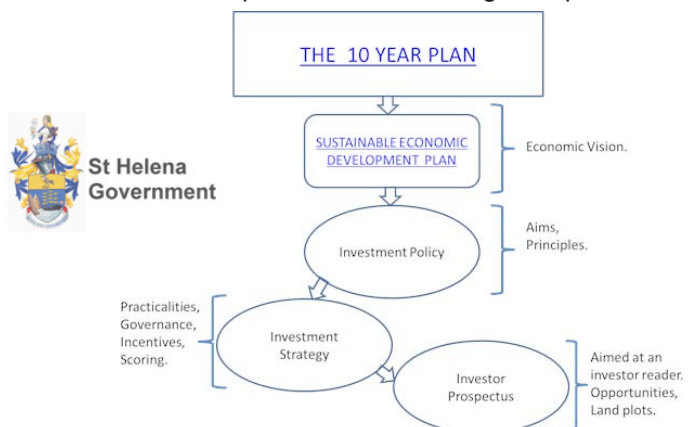 THE 10 YEAR PLAN
SUSTAINABLE ECONOMIC
DEVELOPMENT PLAN
Economic Vision.
St Helena
Government
Investment Policy
Aims,
Principles.
Practicalities,
Governance,
Incentives,
Scoring.
Investment
Strategy
Investor
Prospectus
Aimed at an
investor reader.
Opportunities,
Land plots.